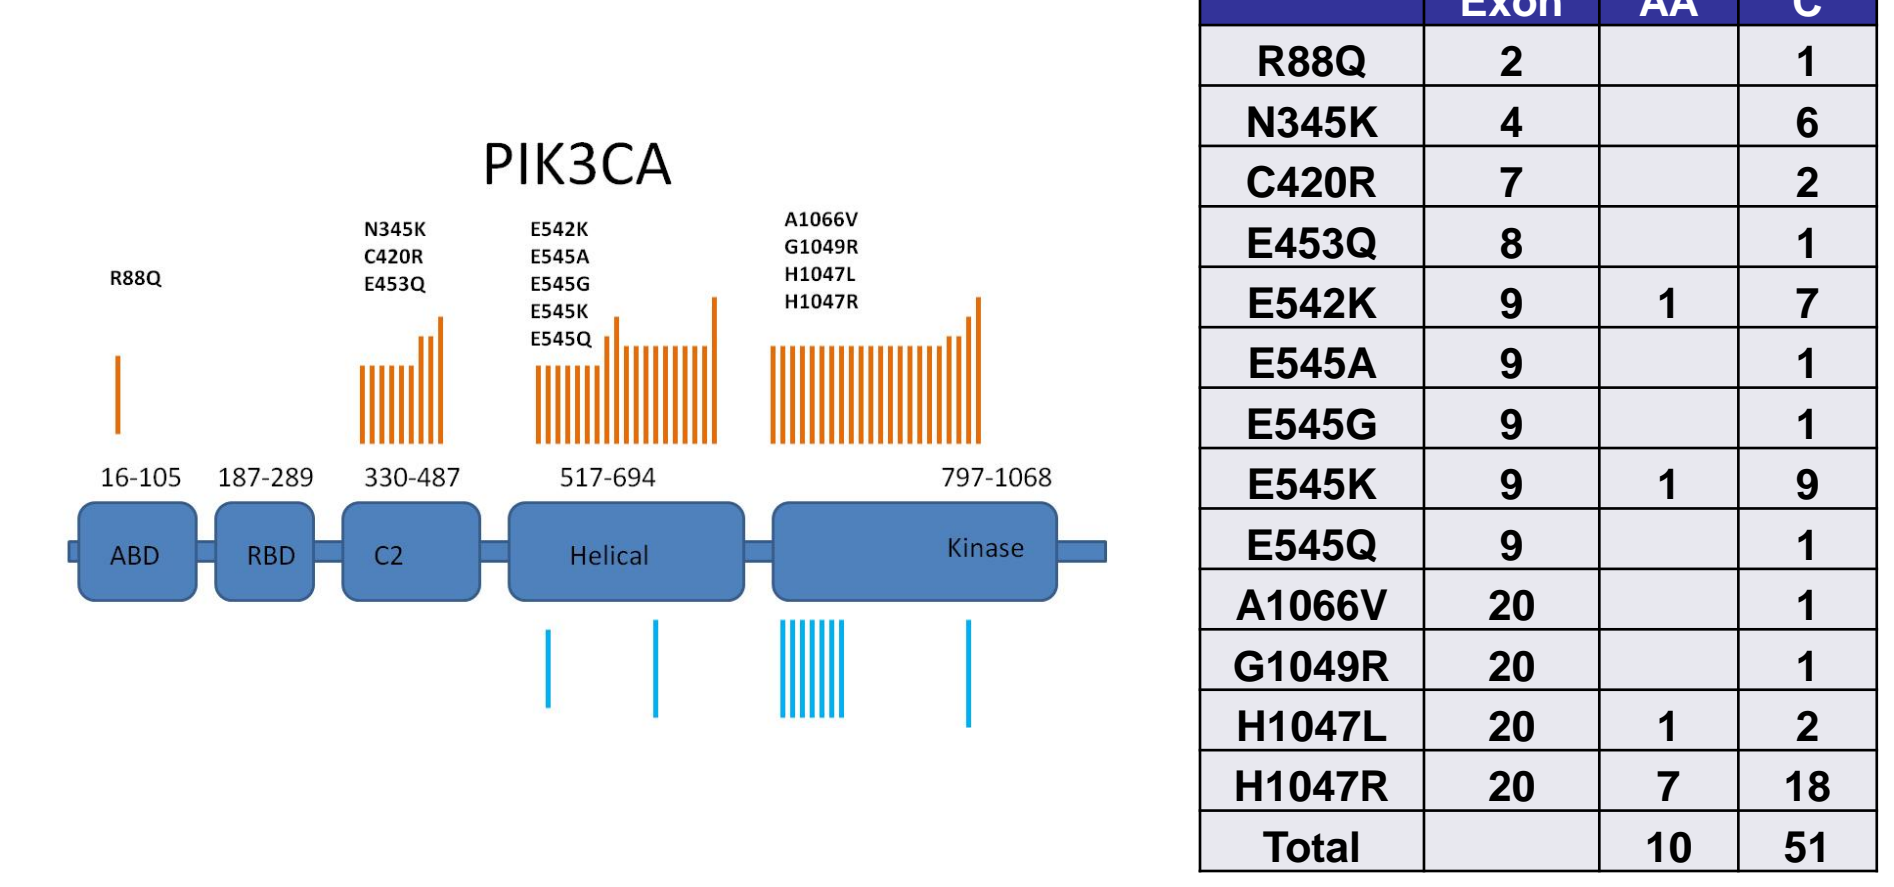 PIK3CA
R88Q
N345K
C420R
E453Q
E542K
E545A
E545G
E545K
E545Q
A1066V
G1049R
H1047L
H1047R
16-105 187-289 330-487 517-694 797-1068
ABD RBD C2 Helical Kinase
Exon AA C
R88Q 2 1
N345K 4 6
C420R 7 2
E453Q 8 1
E542K 9 1 7
E545A 9 1
E545G 9 1
E545K 9 1 9
E545Q 9 1
A1066V 20 1
G1049R 20 1
H1047L 20 1 2
H1047R 20 7 18
Total 10 51